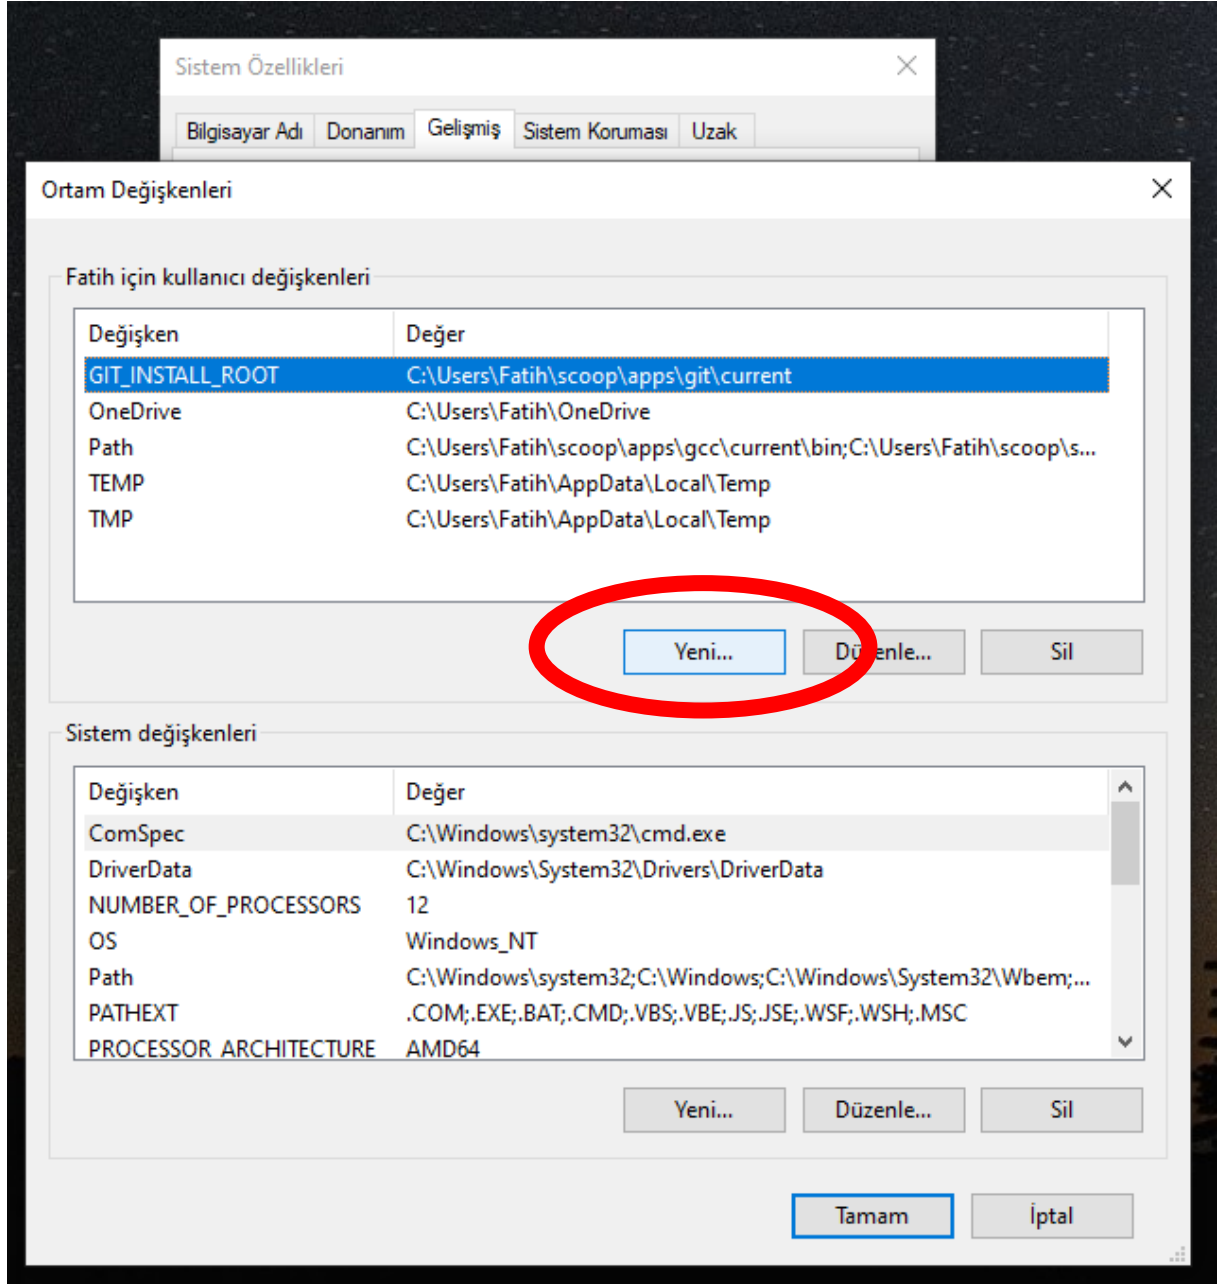 Sistem Özellikleri
Bilgisayar Adı Donanım Gelişmiş Sistem Koruması Uzak
Ortam Değişkenleri
Fatih için kullanıcı değişkenleri
Değişken Değer
GIT_INSTALL_ROOT C:\Users\Fatih\scoop\apps\git\current
OneDrive C:\Users\Fatih\OneDrive
Path C:\Users\Fatih\scoop\apps\gcc\current\bin;C:\Users\Fatih\scoop\s...
TEMP C:\Users\Fatih\AppData\Local\Temp
TMP C:\Users\Fatih\AppData\Local\Temp
Yeni... Düzenle... Sil
Sistem değişkenleri
Değişken Değer
ComSpec C:\Windows\system32\cmd.exe
DriverData C:\Windows\System32\Drivers\DriverData
NUMBER_OF_PROCESSORS 12
OS Windows_NT
Path C:\Windows\system32;C:\Windows;C:\Windows\System32\Wbem;...
PATHEXT .COM;.EXE;.BAT;.CMD;.VBS;.VBE;.JS;.JSE;.WSF;.WSH;.MSC
PROCESSOR_ARCHITECTURE AMD64
Yeni... Düzenle... Sil
Tamam İptal